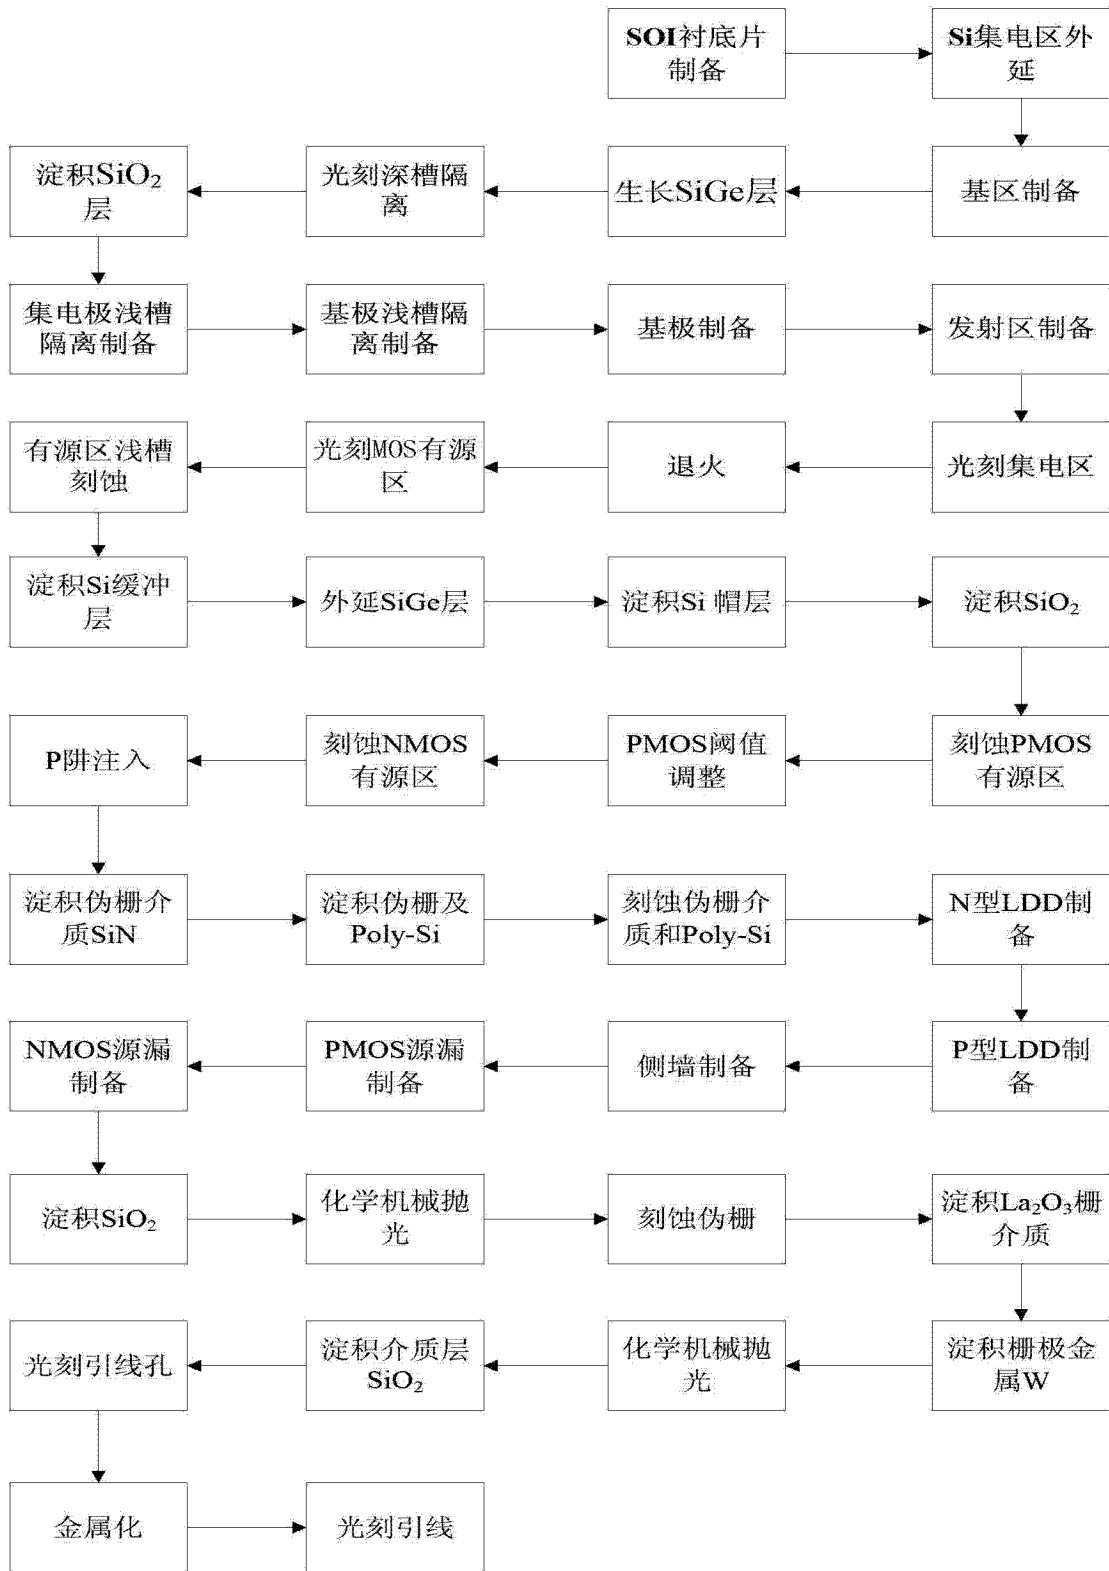 SOI衬底片
制备
Si集电区外
延
基区制备
生长SiGe层
光刻深槽隔
离
淀积SiO₂
层
集电极浅槽
隔离制备
基极浅槽隔
离制备
基极制备
发射区制备
光刻集电区
退火
光刻MOS有源
区
有源区浅槽
刻蚀
淀积Si缓冲
层
外延SiGe层
淀积Si 帽层
淀积SiO₂
刻蚀PMOS
有源区
PMOS阈值
调整
刻蚀NMOS
有源区
P阱注入
淀积伪栅介
质SiN
淀积伪栅及
Poly-Si
刻蚀伪栅介
质和Poly-Si
N型LDD制
备
P型LDD制
备
侧墙制备
PMOS源漏
制备
NMOS源漏
制备
淀积SiO₂
化学机械抛
光
刻蚀伪栅
淀积La₂O₃栅
介质
淀积栅极金
属W
化学机械抛
光
淀积介质层
SiO₂
光刻引线孔
金属化
光刻引线